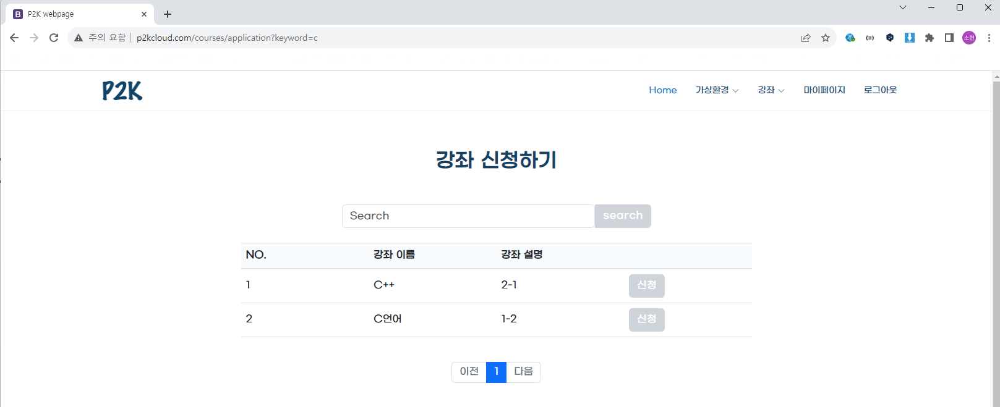 P2K webpage
주의 요함 | p2kcloud.com/courses/application?keyword=c
소현
P2K
Home 가상환경 강좌 마이페이지 로그아웃
강좌 신청하기
Search search
NO. 강좌 이름 강좌 설명
1 C++ 2-1 신청
2 C언어 1-2 신청
이전 1 다음